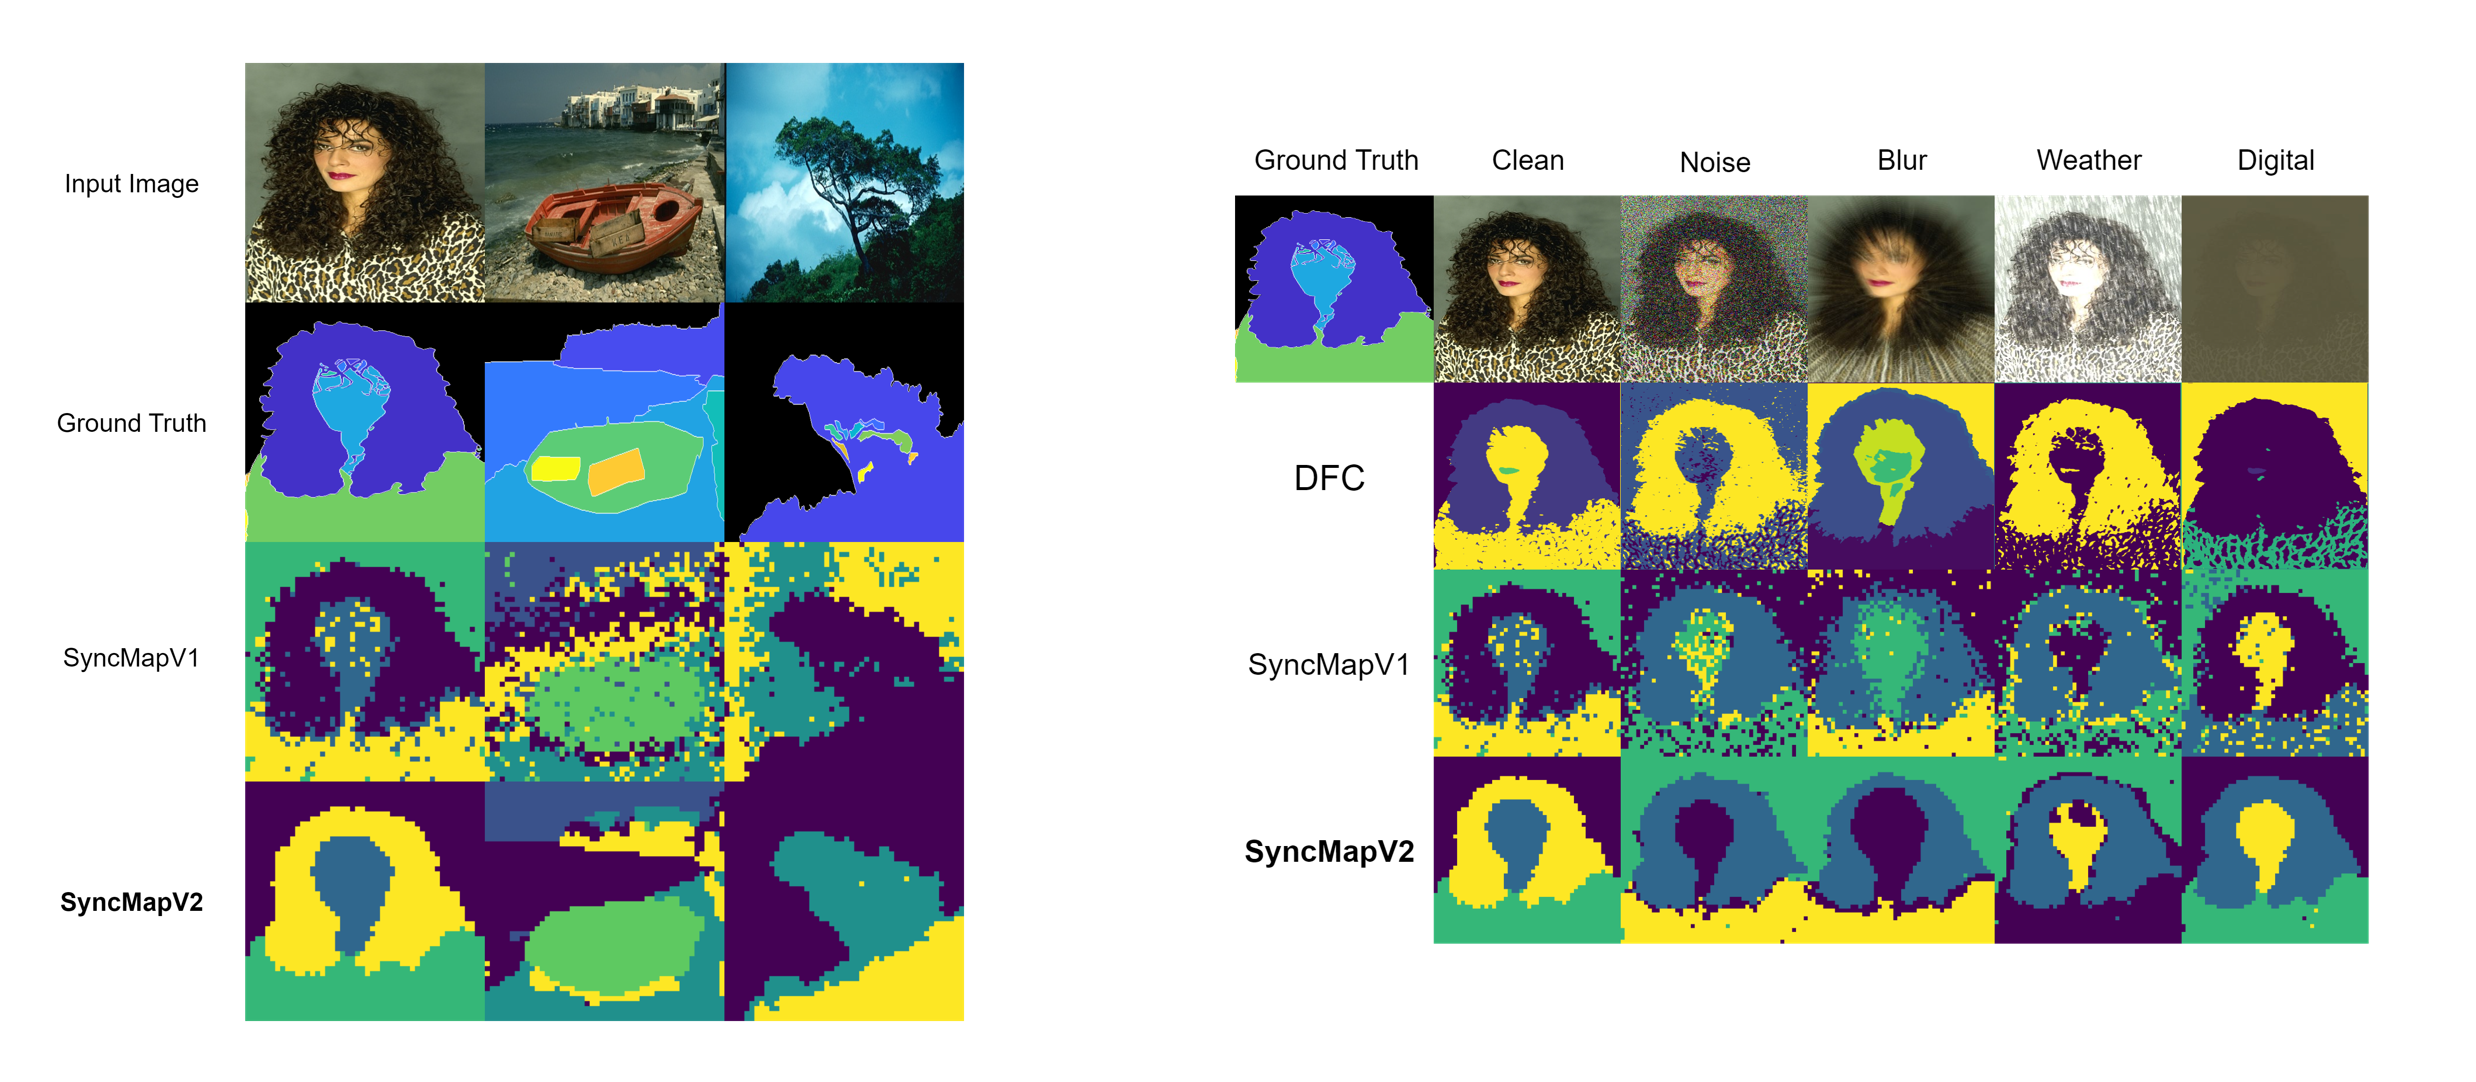 Input Image
Ground Truth
SyncMapV1
SyncMapV2
Ground Truth
Clean
Noise
Blur
Weather
Digital
DFC
SyncMapV1
SyncMapV2